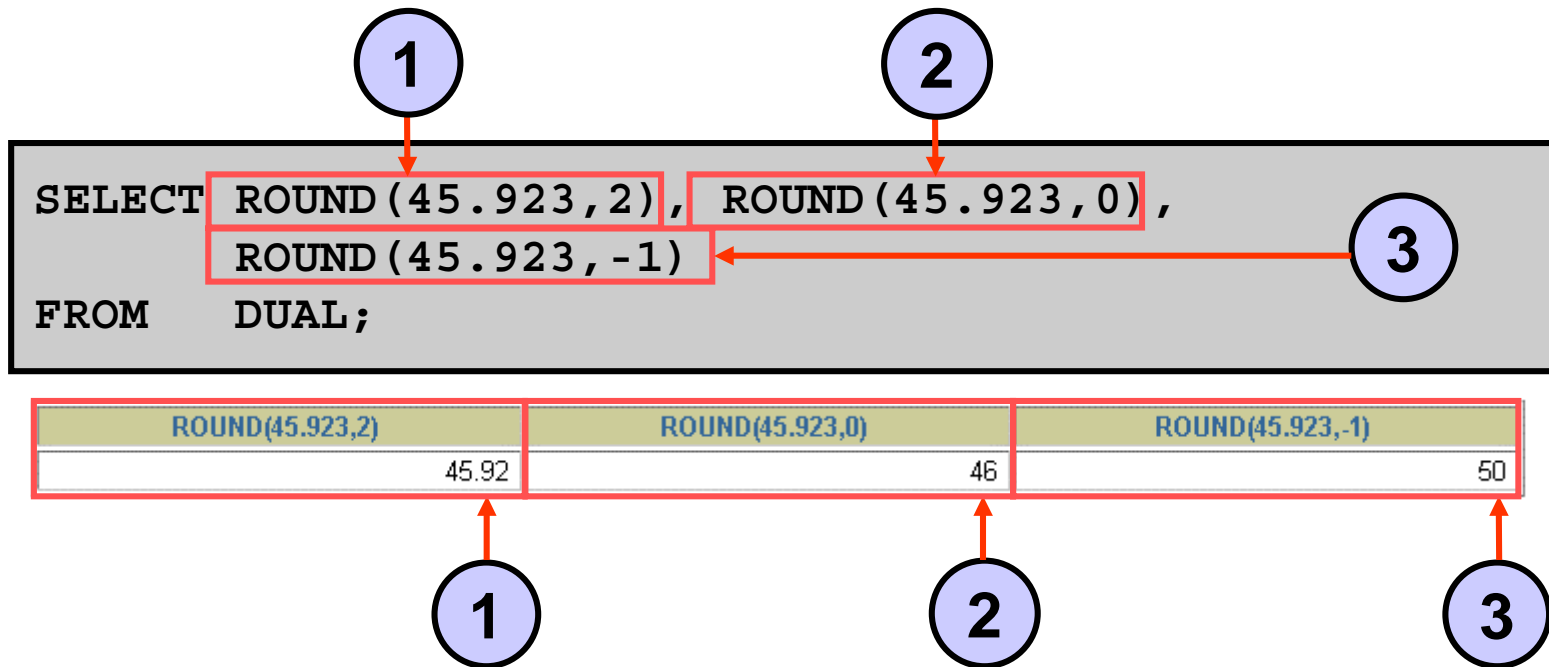 1 2
SELECT ROUND(45.923,2), ROUND(45.923,0),
ROUND(45.923,-1) 3
FROM DUAL;
ROUND(45.923,2) ROUND(45.923,0) ROUND(45.923,-1)
45.92 46 50
1 2 3